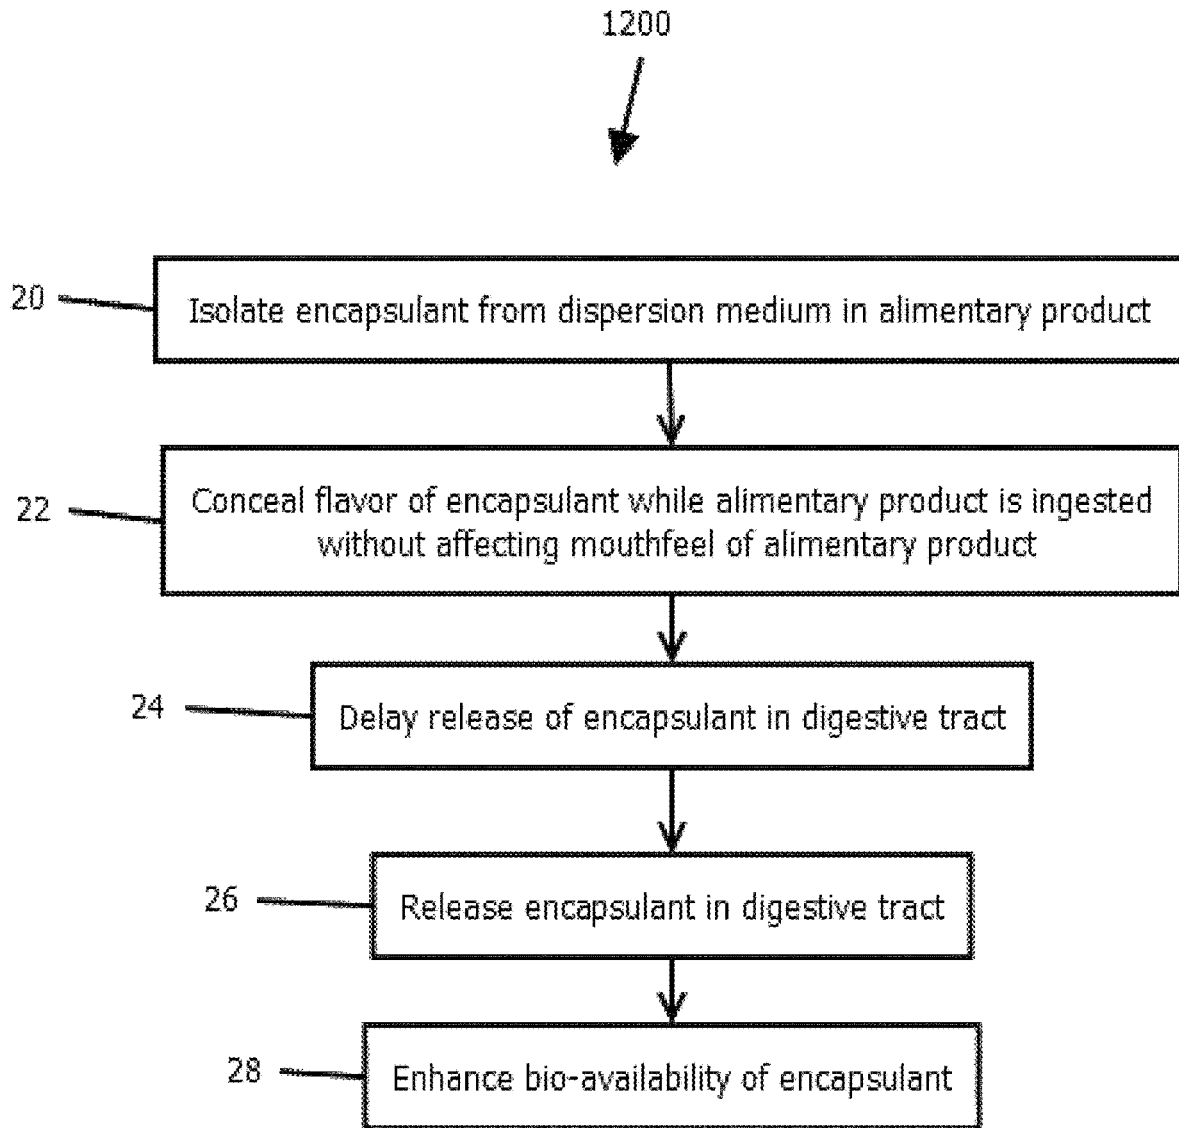 1200
20
Isolate encapsulant from dispersion medium in alimentary product
22
Conceal flavor of encapsulant while alimentary product is ingested
without affecting mouthfeel of alimentary product
24
Delay release of encapsulant in digestive tract
26
Release encapsulant in digestive tract
28
Enhance bio-availability of encapsulant